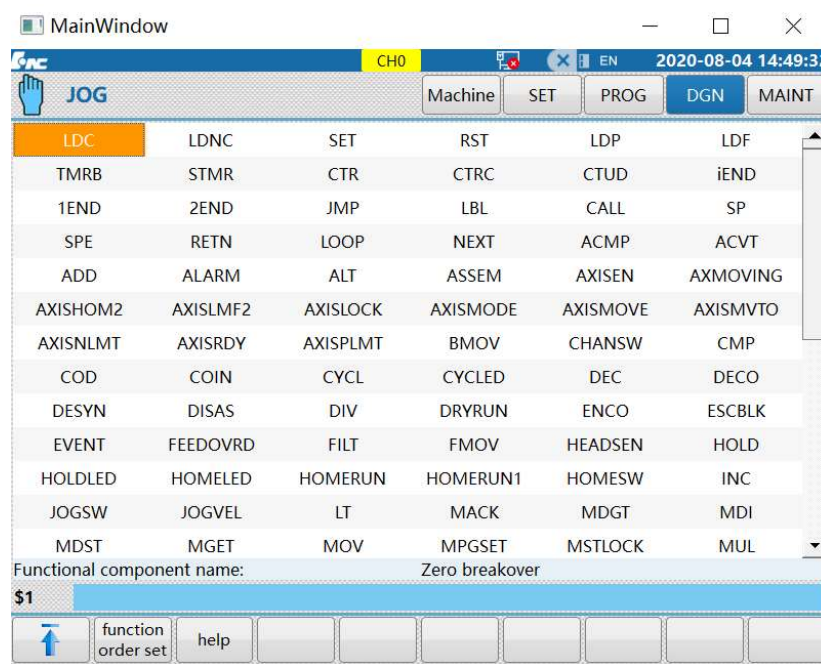 MainWindow
CH0 EN 2020-08-04 14:49:3
JOG Machine SET PROG DGN MAINT
LDC LDNC SET RST LDP LDF
TMRB STMR CTR CTRC CTUD iEND
1END 2END JMP LBL CALL SP
SPE RETN LOOP NEXT ACMP ACVT
ADD ALARM ALT ASSEM AXISEN AXMOVING
AXISHOM2 AXISLMF2 AXISLOCK AXISMODE AXISMOVE AXISMVTO
AXISNLMT AXISRDY AXISPLMT BMOV CHANSW CMP
COD COIN CYCL CYCLED DEC DECO
DESYN DISAS DIV DRYRUN ENCO ESCBLK
EVENT FEEDOVRD FILT FMOV HEADSEN HOLD
HOLDLED HOMELED HOMERUN HOMERUN1 HOMESW INC
JOGSW JOGVEL LT MACK MDGT MDI
MDST MGET MOV MPGSET MSTLOCK MUL
Functional component name: Zero breakover
$1
function
order set help